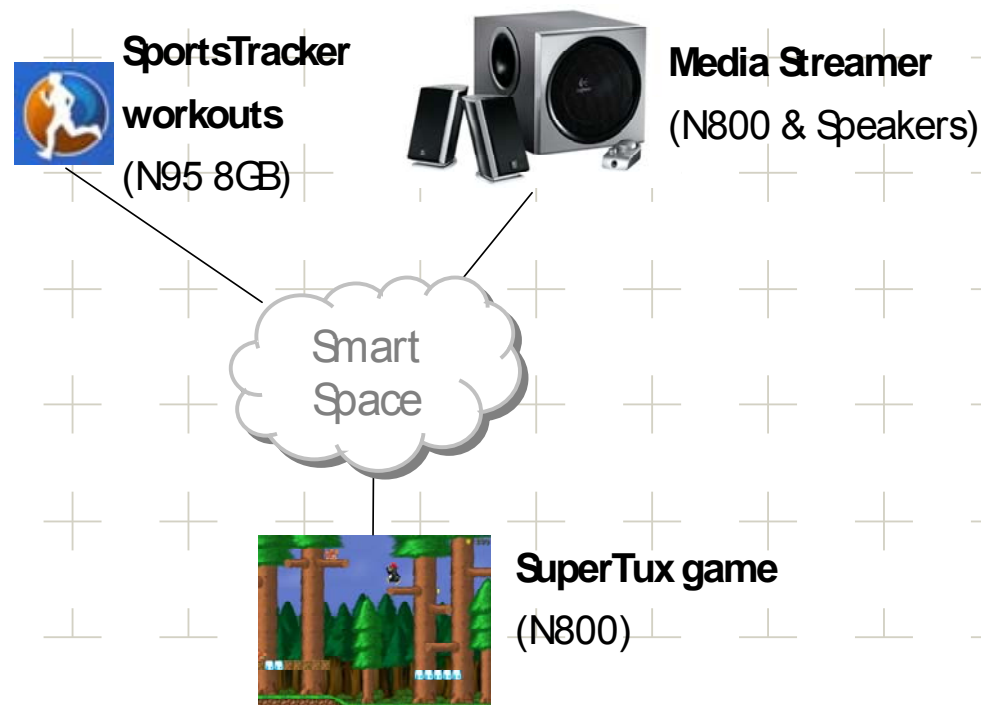 SportsTracker
workouts
(N95 8GB)
Media Streamer
(N800 & Speakers)
Smart
Space
SuperTux game
(N800)